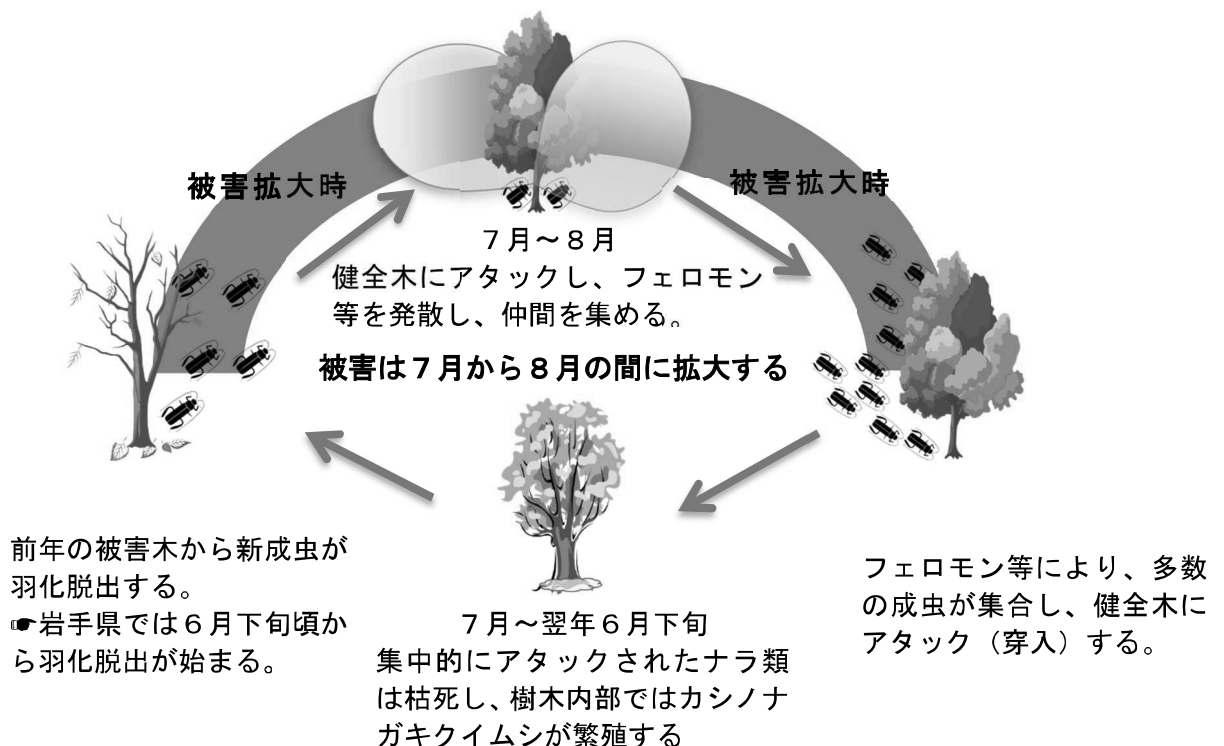 被害拡大時
被害拡大時
７月～８月
健全木にアタックし、フェロモン
等を発散し、仲間を集める。
被害は７月から８月の間に拡大する
前年の被害木から新成虫が
羽化脱出する。
☛岩手県では６月下旬頃か
ら羽化脱出が始まる。
７月～翌年６月下旬
集中的にアタックされたナラ類
は枯死し、樹木内部ではカシノナ
ガキクイムシが繁殖する
フェロモン等により、多数
の成虫が集合し、健全木に
アタック（穿入）する。